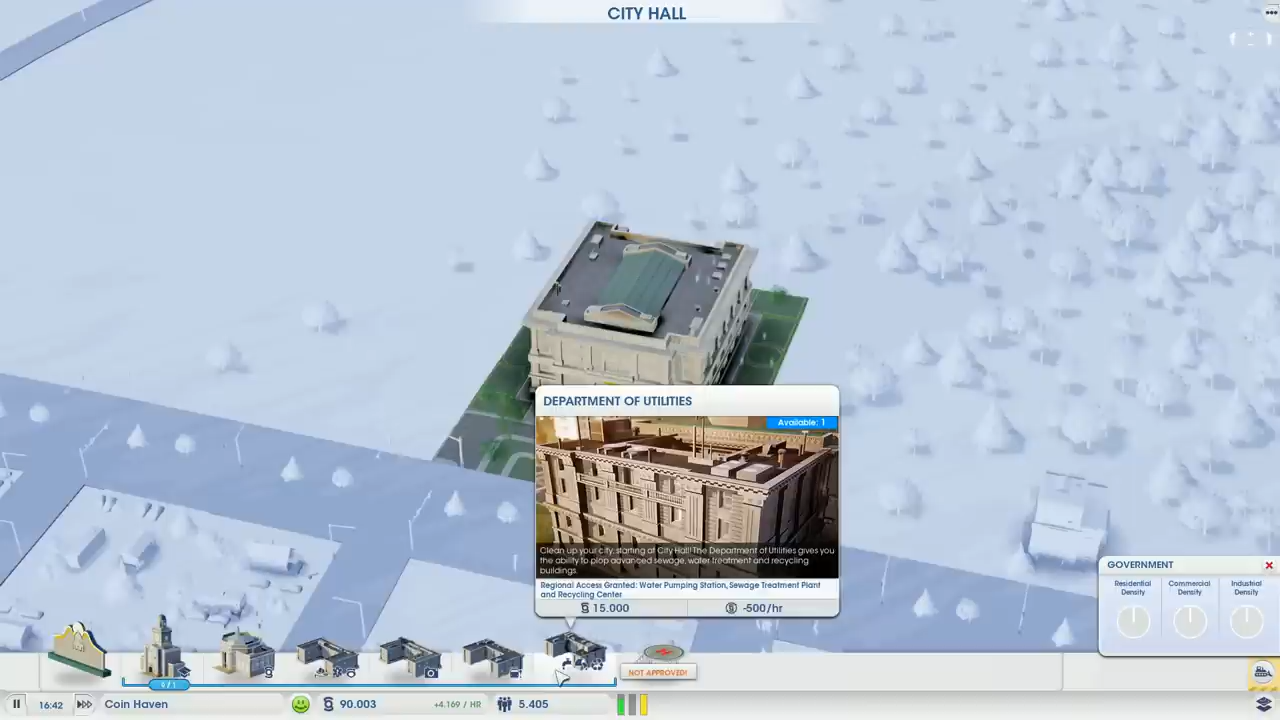 CITY HALL
DEPARTMENT OF UTILITIES
Available: 1
Clean up your city, starting at City Hall! The Department of Utilities gives you
the ability to plop advanced sewage, water treatment and recycling
buildings.
Regional Access Granted: Water Pumping Station, Sewage Treatment Plant
and Recycling Center
15.000
-500/hr
GOVERNMENT
Residential
Density
Commercial
Density
Industrial
Density
NOT APPROVED!
16:42
Coin Haven
90.003
+4.169 / HR
5.405